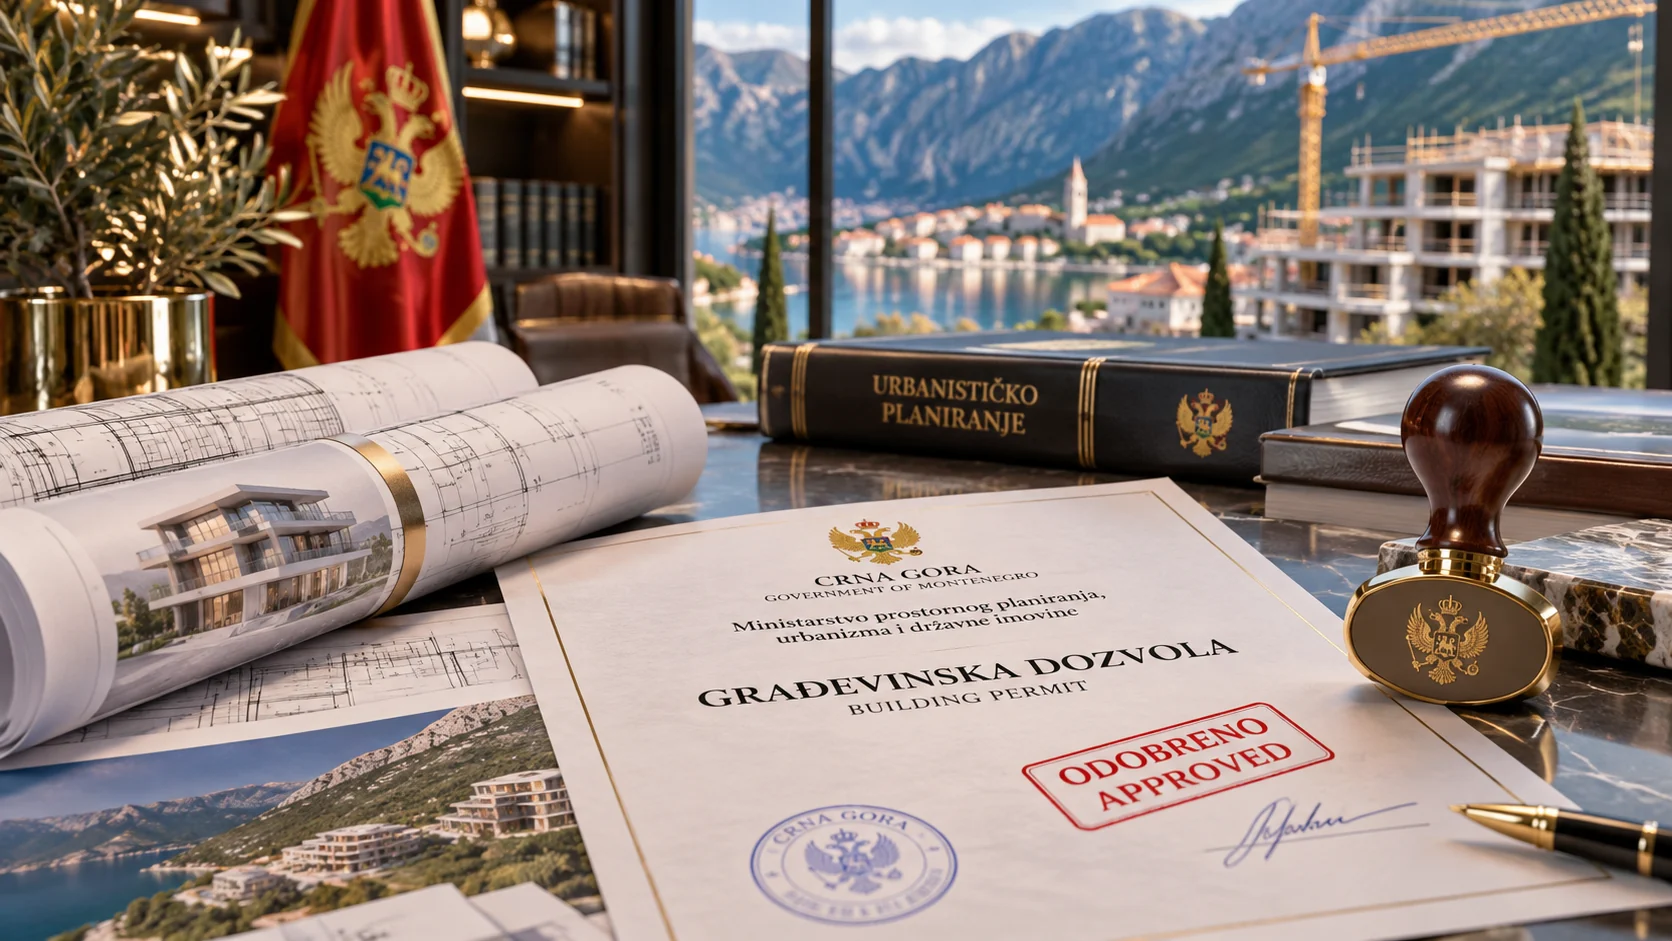 URBANISTIČKO
PLANIRANJE
CRNA GORA
GOVERNMENT OF MONTENEGRO
Ministarstvo prostornog planiranja,
urbanizma i državne imovine
GRAĐEVINSKA DOZVOLA
BUILDING PERMIT
ODOBRENO
APPROVED
CRNA GORA